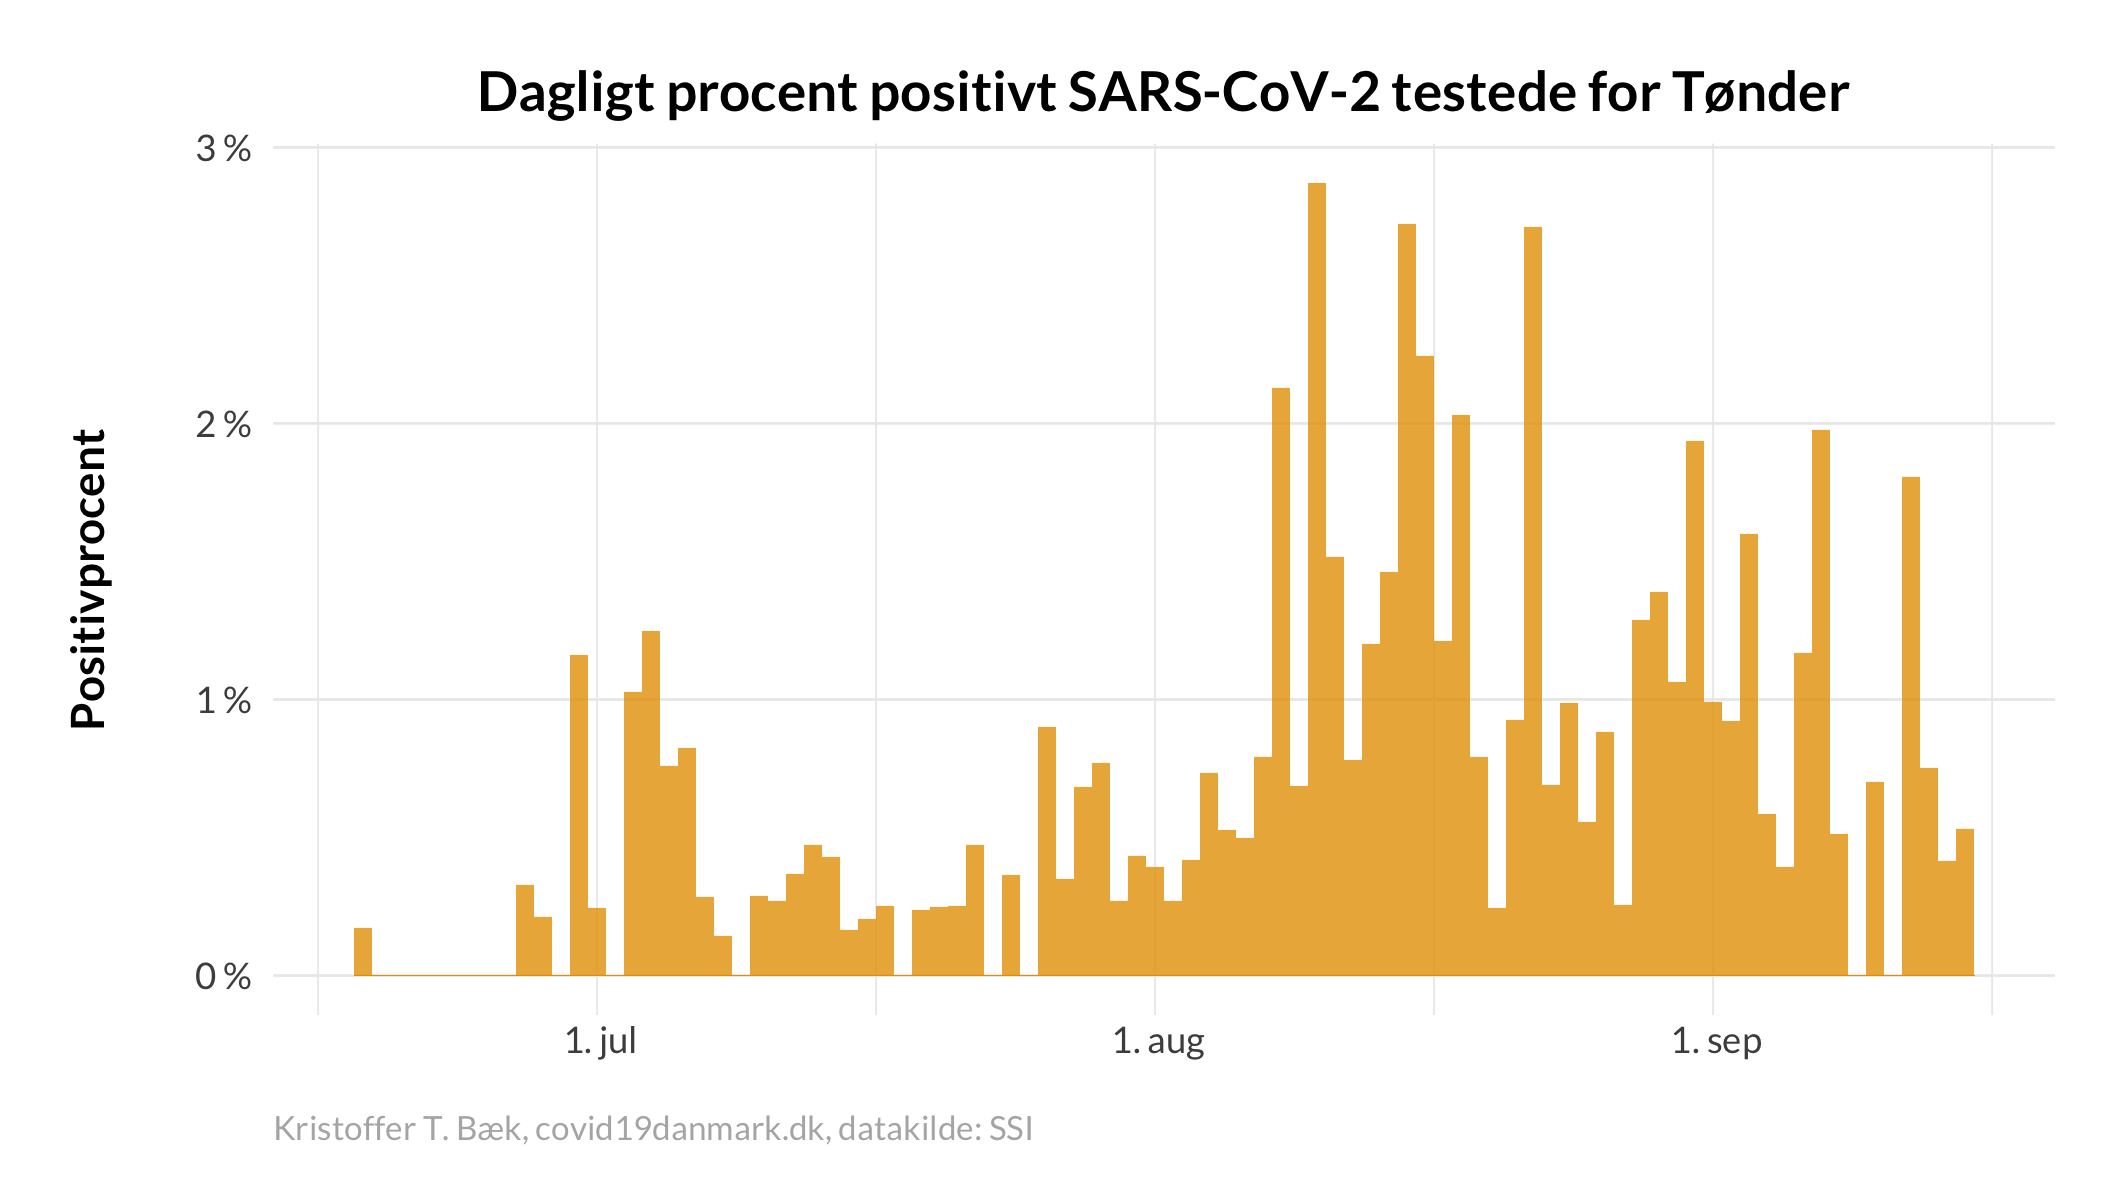 Dagligt procent positivt SARS-CoV-2 testede for Tønder
Positivprocent
3 %
2 %
1 %
0 %
1. jul
1. aug
1. sep
Kristoffer T. Bæk, covid19danmark.dk, datakilde: SSI